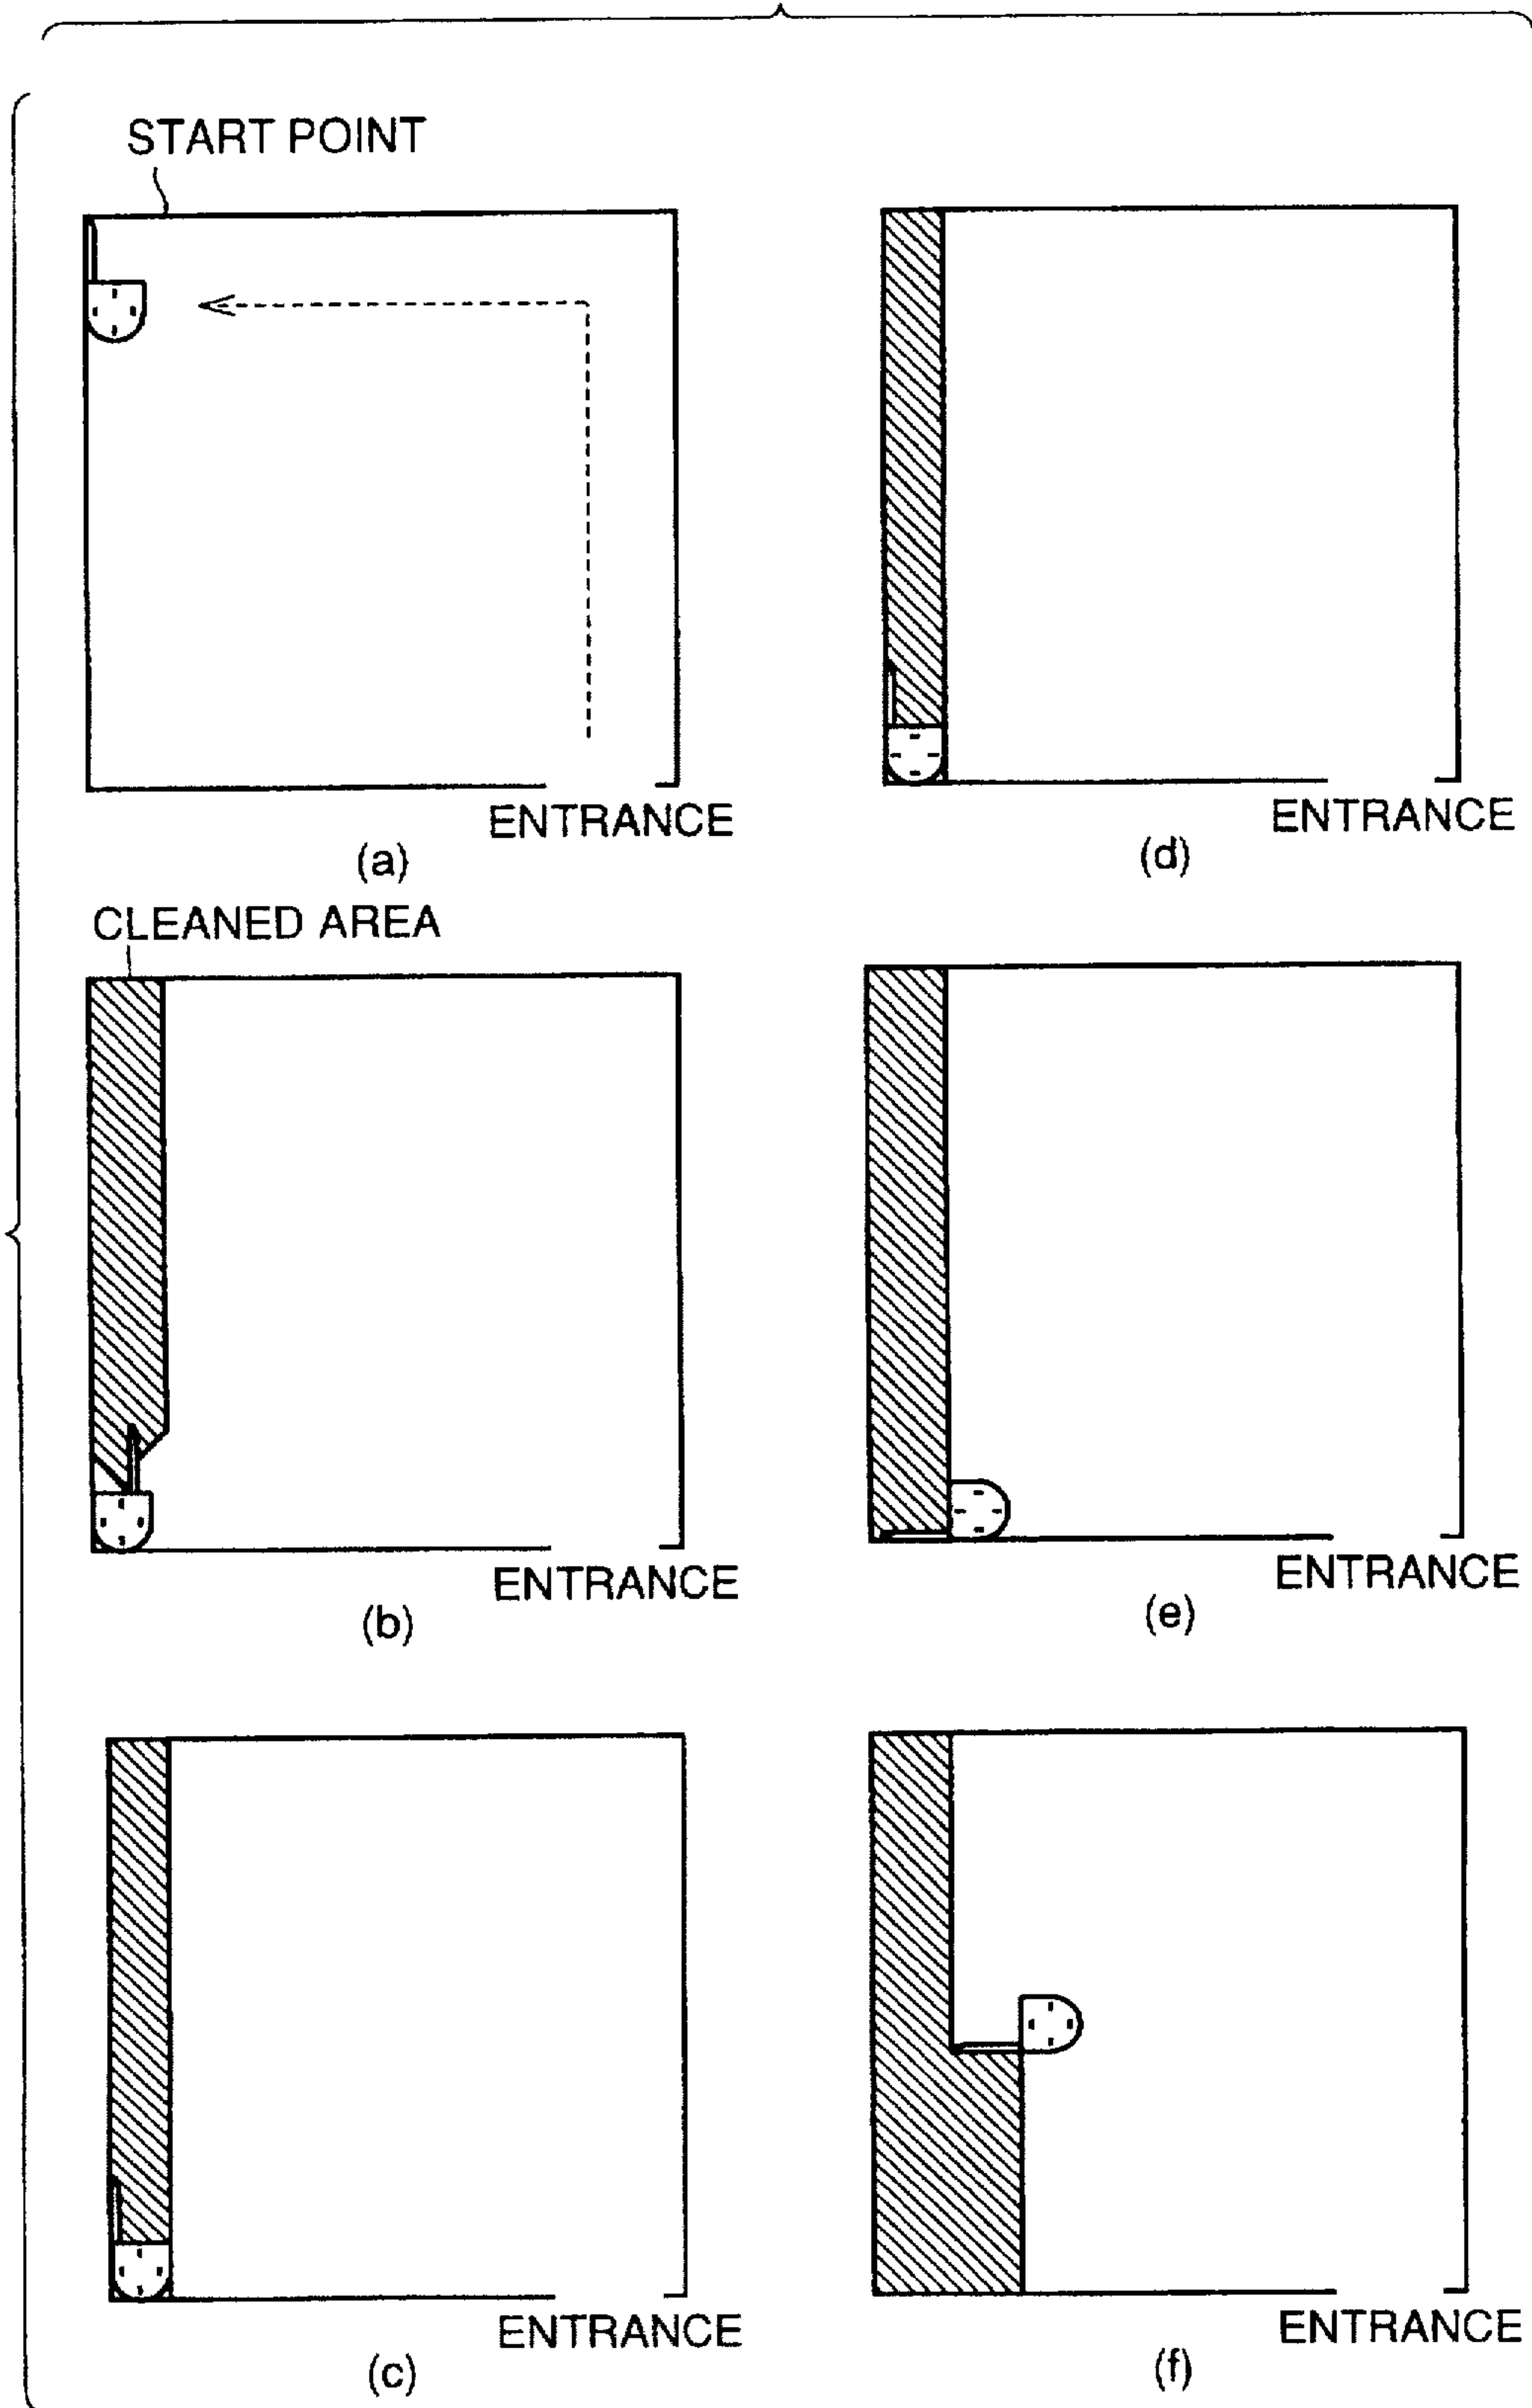 START POINT
ENTRANCE
(a)
CLEANED AREA
ENTRANCE
(b)
ENTRANCE
(c)
ENTRANCE
(d)
ENTRANCE
(e)
ENTRANCE
(f)